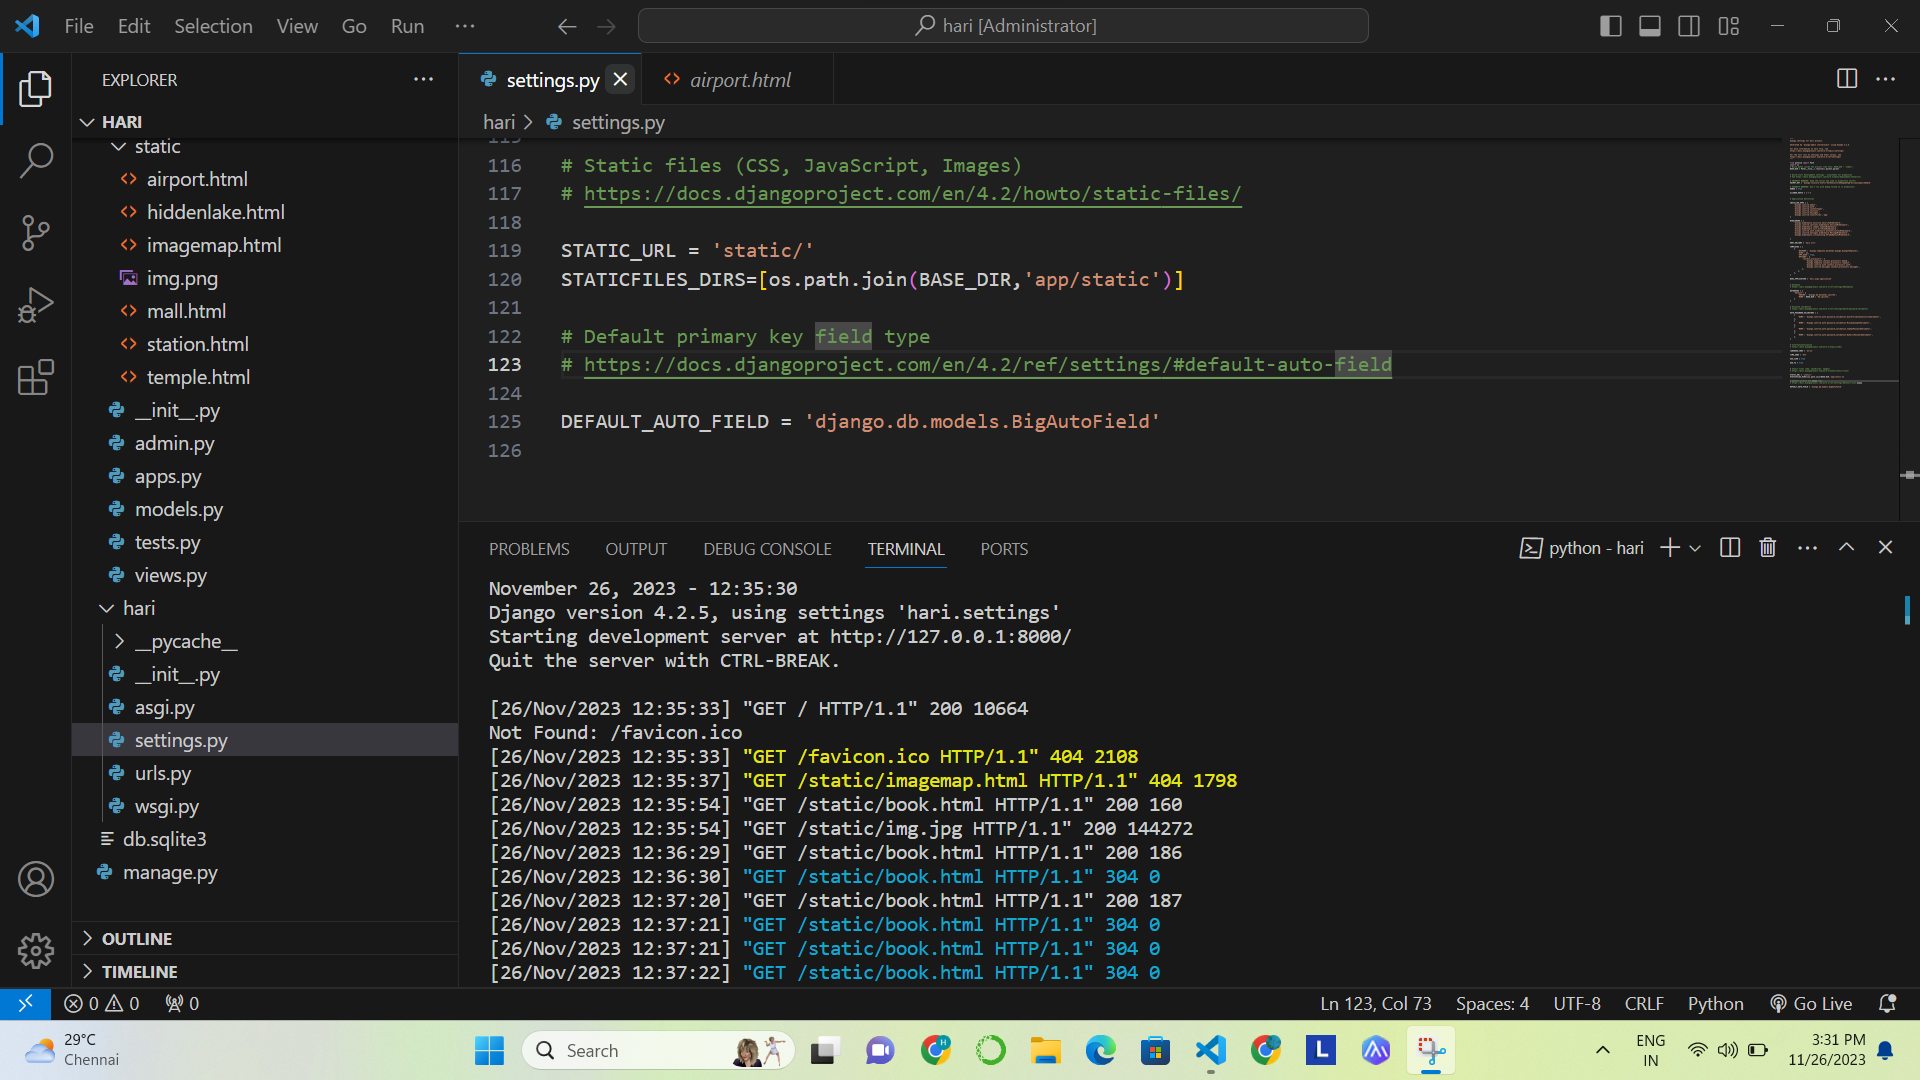 File Edit Selection View Go Run ···
hari [Administrator]
EXPLORER
HARI
static
airport.html
hiddenlake.html
imagemap.html
img.png
mall.html
station.html
temple.html
__init__.py
admin.py
apps.py
models.py
tests.py
views.py
hari
__pycache__
__init__.py
asgi.py
settings.py
urls.py
wsgi.py
db.sqlite3
manage.py
OUTLINE
TIMELINE
settings.py
airport.html
hari > settings.py
115
116 # Static files (CSS, JavaScript, Images)
117 # https://docs.djangoproject.com/en/4.2/howto/static-files/
118
119 STATIC_URL = 'static/'
120 STATICFILES_DIRS=[os.path.join(BASE_DIR,'app/static')]
121
122 # Default primary key field type
123 # https://docs.djangoproject.com/en/4.2/ref/settings/#default-auto-field
124
125 DEFAULT_AUTO_FIELD = 'django.db.models.BigAutoField'
126
PROBLEMS OUTPUT DEBUG CONSOLE TERMINAL PORTS
python - hari
November 26, 2023 - 12:35:30
Django version 4.2.5, using settings 'hari.settings'
Starting development server at http://127.0.0.1:8000/
Quit the server with CTRL-BREAK.
[26/Nov/2023 12:35:33] "GET / HTTP/1.1" 200 10664
Not Found: /favicon.ico
[26/Nov/2023 12:35:33] "GET /favicon.ico HTTP/1.1" 404 2108
[26/Nov/2023 12:35:37] "GET /static/imagemap.html HTTP/1.1" 404 1798
[26/Nov/2023 12:35:54] "GET /static/book.html HTTP/1.1" 200 160
[26/Nov/2023 12:35:54] "GET /static/img.jpg HTTP/1.1" 200 144272
[26/Nov/2023 12:36:29] "GET /static/book.html HTTP/1.1" 200 186
[26/Nov/2023 12:36:30] "GET /static/book.html HTTP/1.1" 304 0
[26/Nov/2023 12:37:20] "GET /static/book.html HTTP/1.1" 200 187
[26/Nov/2023 12:37:21] "GET /static/book.html HTTP/1.1" 304 0
[26/Nov/2023 12:37:21] "GET /static/book.html HTTP/1.1" 304 0
[26/Nov/2023 12:37:22] "GET /static/book.html HTTP/1.1" 304 0
0 0 0
Ln 123, Col 73 Spaces: 4 UTF-8 CRLF Python Go Live
29°C
Chennai
Search
H
L
ENG
IN
3:31 PM
11/26/2023